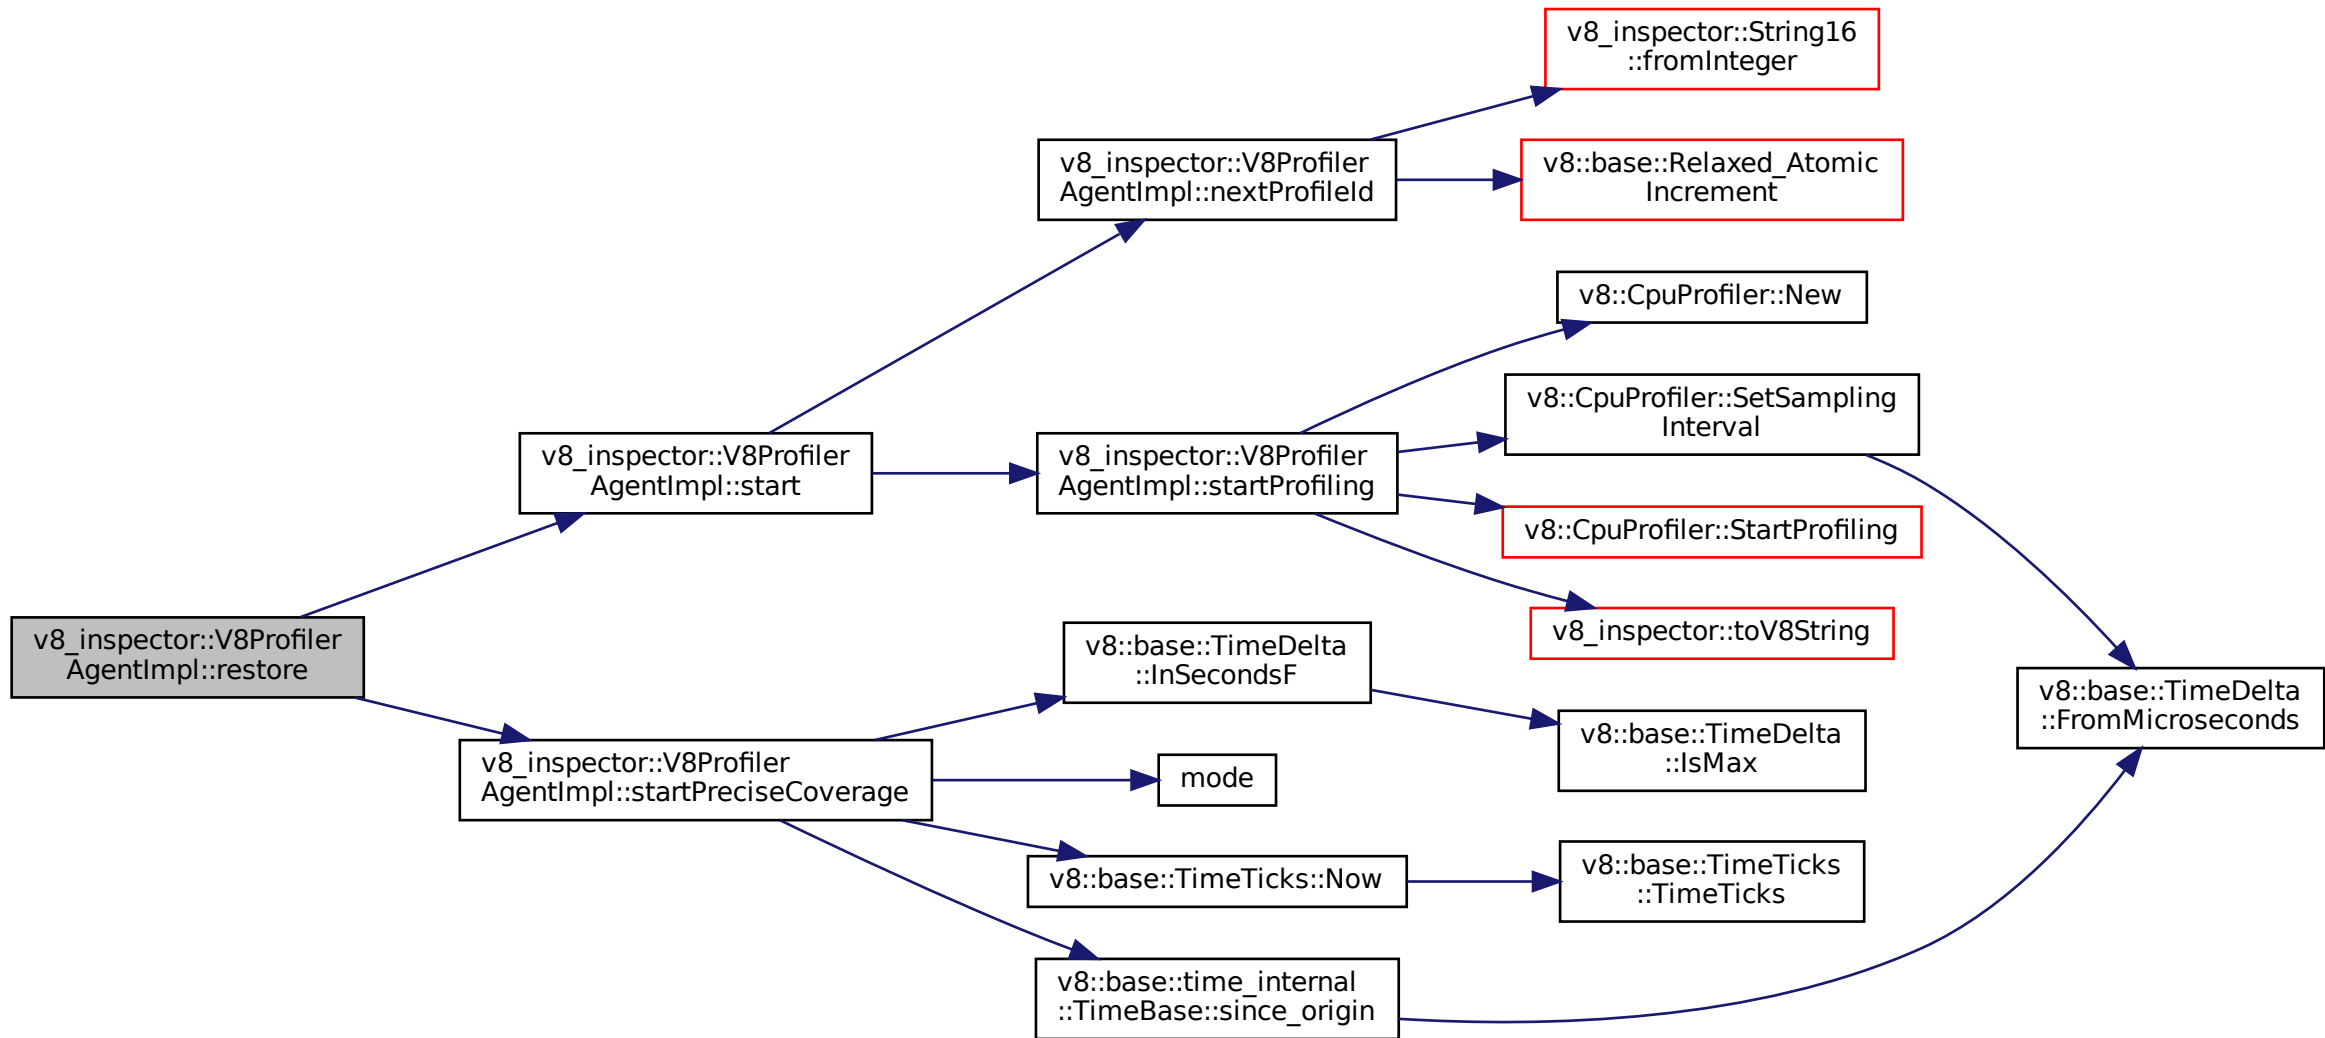 v8_inspector::V8Profiler
AgentImpl::restore
v8_inspector::V8Profiler
AgentImpl::start
v8_inspector::V8Profiler
AgentImpl::startPreciseCoverage
v8_inspector::V8Profiler
AgentImpl::nextProfileId
v8_inspector::V8Profiler
AgentImpl::startProfiling
v8::base::TimeDelta
::InSecondsF
mode
v8::base::TimeTicks::Now
v8::base::time_internal
::TimeBase::since_origin
v8_inspector::String16
::fromInteger
v8::base::Relaxed_Atomic
Increment
v8::CpuProfiler::New
v8::CpuProfiler::SetSampling
Interval
v8::CpuProfiler::StartProfiling
v8_inspector::toV8String
v8::base::TimeDelta
::IsMax
v8::base::TimeTicks
::TimeTicks
v8::base::TimeDelta
::FromMicroseconds